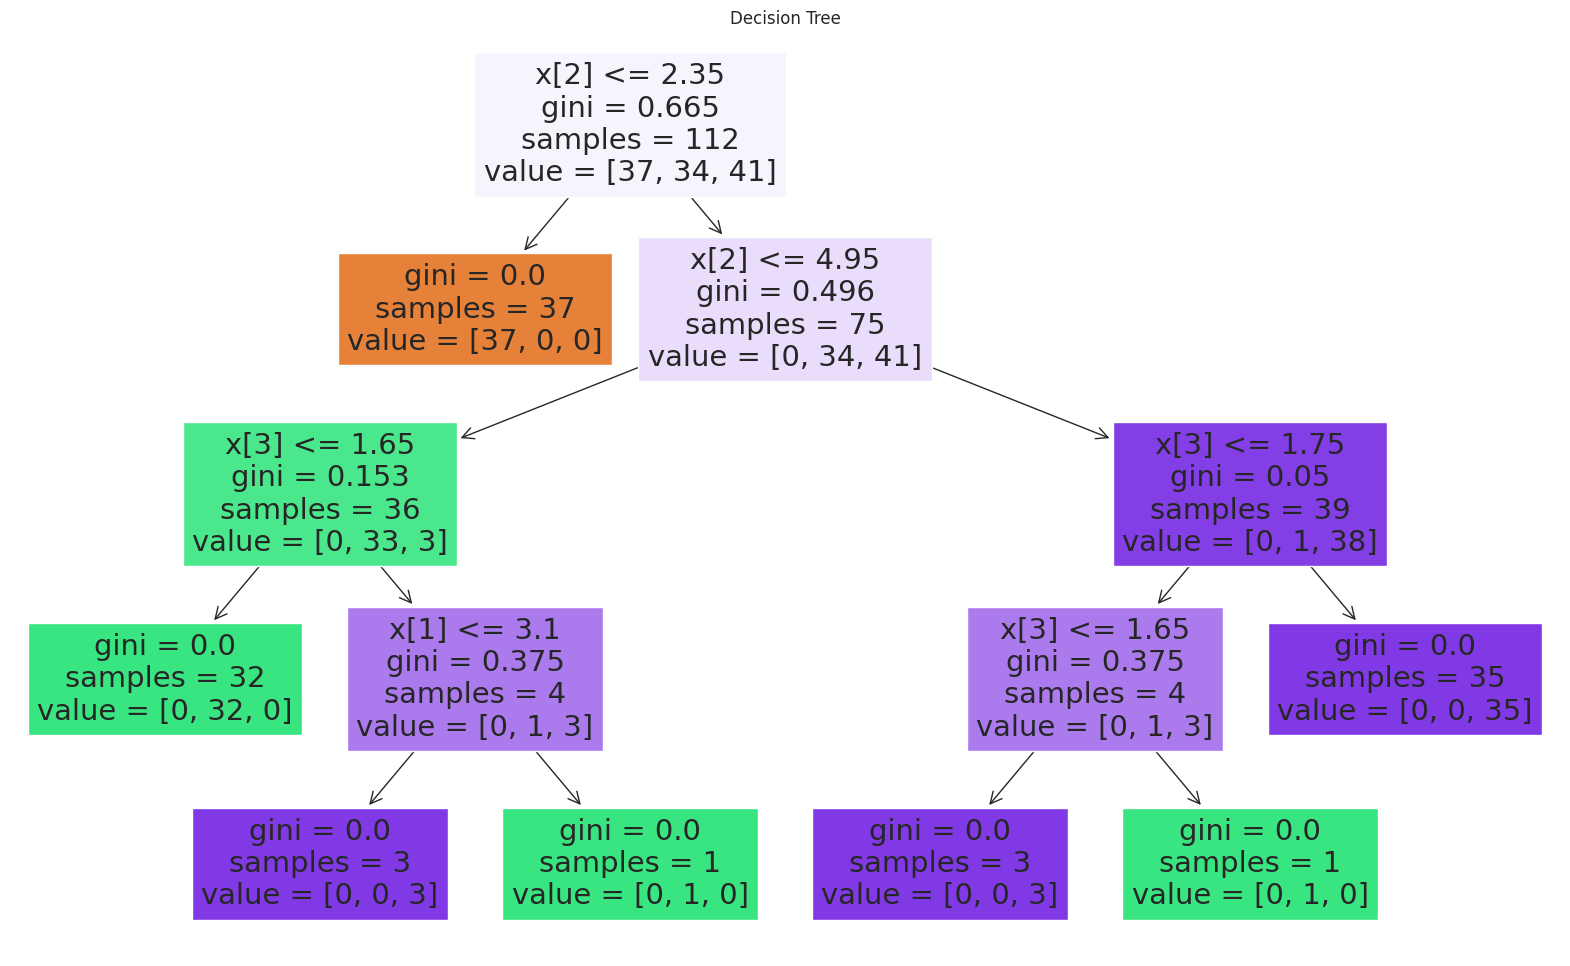 Decision Tree
x[2] <= 2.35
gini = 0.665
samples = 112
value = [37, 34, 41]
gini = 0.0
samples = 37
value = [37, 0, 0]
x[2] <= 4.95
gini = 0.496
samples = 75
value = [0, 34, 41]
x[3] <= 1.65
gini = 0.153
samples = 36
value = [0, 33, 3]
x[3] <= 1.75
gini = 0.05
samples = 39
value = [0, 1, 38]
gini = 0.0
samples = 32
value = [0, 32, 0]
x[1] <= 3.1
gini = 0.375
samples = 4
value = [0, 1, 3]
x[3] <= 1.65
gini = 0.375
samples = 4
value = [0, 1, 3]
gini = 0.0
samples = 35
value = [0, 0, 35]
gini = 0.0
samples = 3
value = [0, 0, 3]
gini = 0.0
samples = 1
value = [0, 1, 0]
gini = 0.0
samples = 3
value = [0, 0, 3]
gini = 0.0
samples = 1
value = [0, 1, 0]